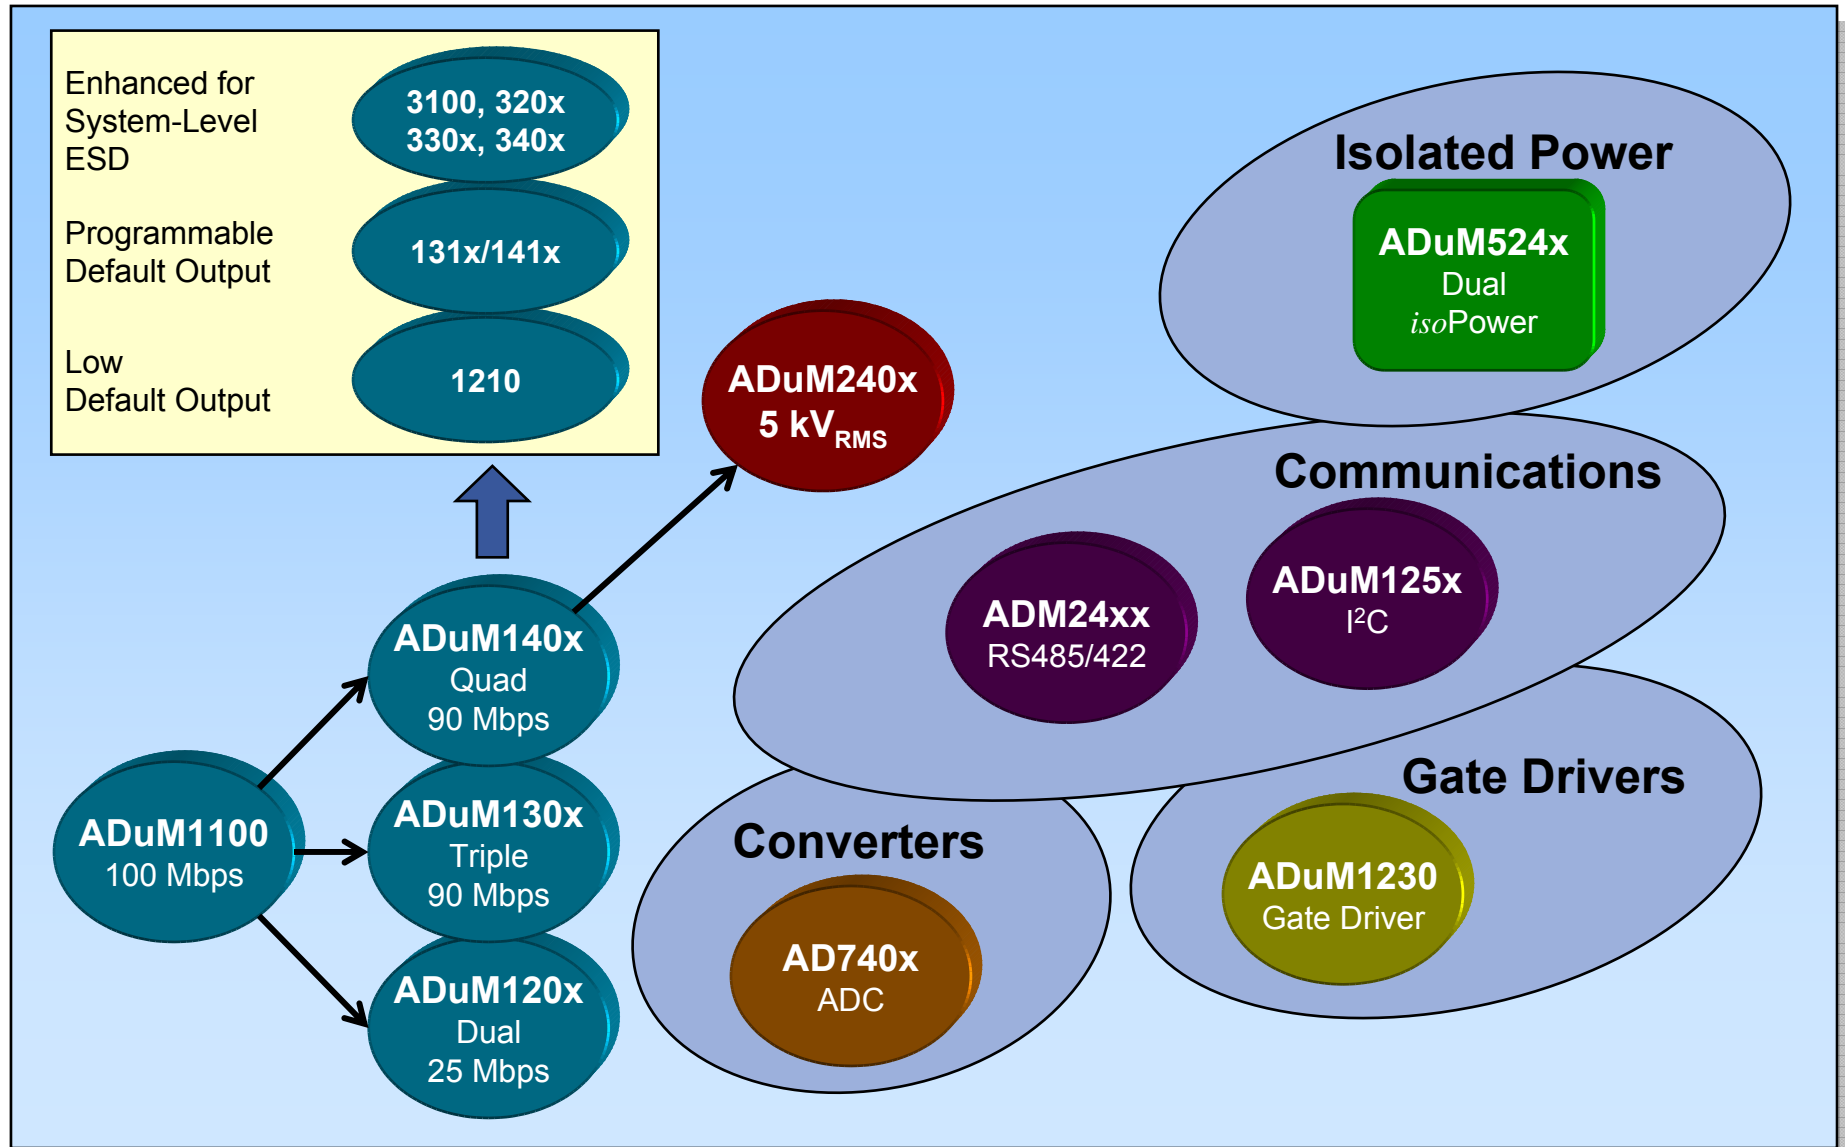 Enhanced for
System-Level
ESD
3100, 320x
330x, 340x
Programmable
Default Output
131x/141x
Low
Default Output
1210
ADuM240x
5 kVRMS
Isolated Power
ADuM524x
Dual
isoPower
Communications
ADM24xx
RS485/422
ADuM125x
I²C
ADuM1100
100 Mbps
ADuM140x
Quad
90 Mbps
ADuM130x
Triple
90 Mbps
ADuM120x
Dual
25 Mbps
Converters
AD740x
ADC
Gate Drivers
ADuM1230
Gate Driver